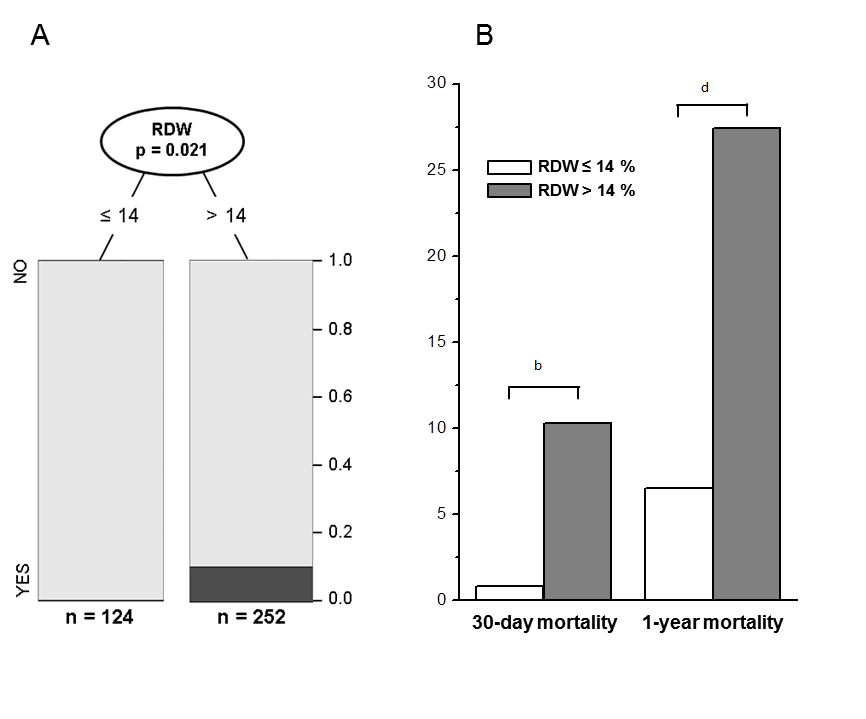 A
RDW
p = 0.021
≤ 14
> 14
NO
YES
1.0
0.8
0.6
0.4
0.2
0.0
n = 124
n = 252
B
30
25
20
15
10
5
0
d
RDW ≤ 14 %
RDW > 14 %
b
30-day mortality
1-year mortality